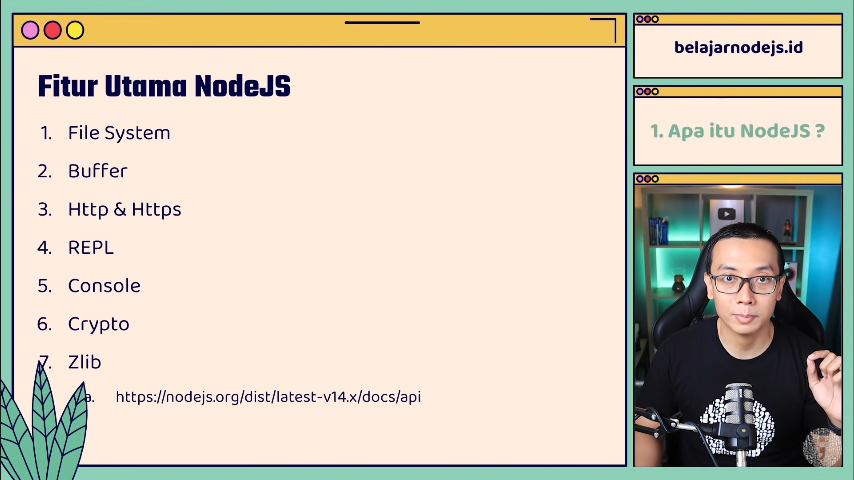 Fitur Utama NodeJS
1. File System
2. Buffer
3. Http & Https
4. REPL
5. Console
6. Crypto
7. Zlib
a. https://nodejs.org/dist/latest-v14.x/docs/api
belajarnodejs.id
1. Apa itu NodeJS ?